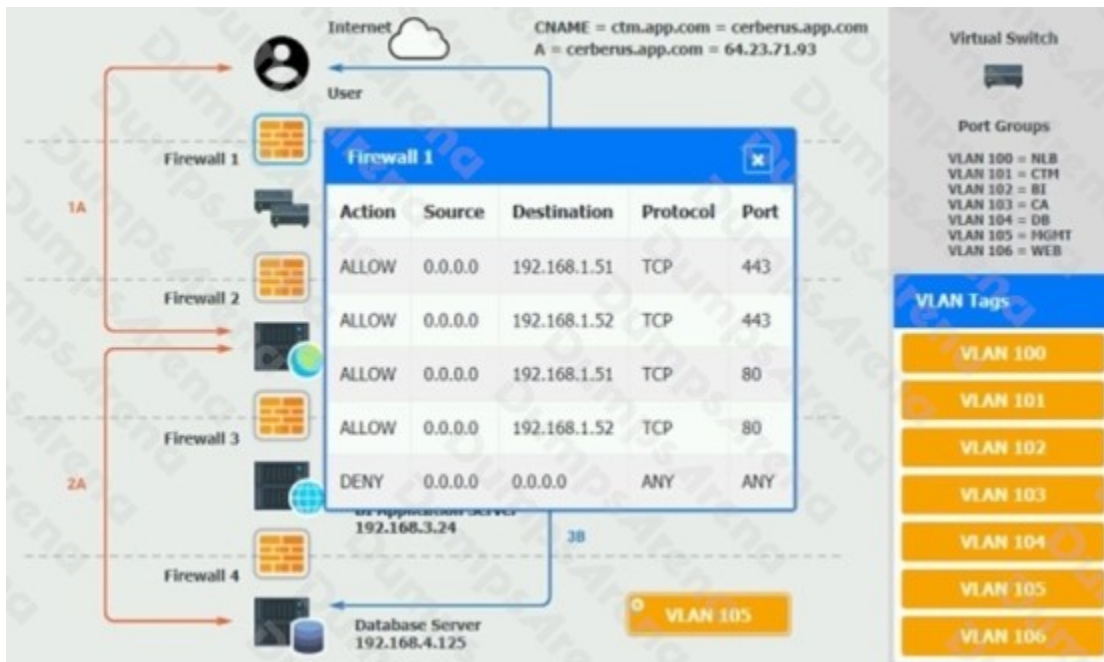 Internet
CNAME = ctm.app.com = cerberus.app.com
A = cerberus.app.com = 64.23.71.93
User
Firewall 1
1A
Firewall 2
Firewall 3
2A
Firewall 4
Firewall 1
x
Action Source Destination Protocol Port
ALLOW 0.0.0.0 192.168.1.51 TCP 443
ALLOW 0.0.0.0 192.168.1.52 TCP 443
ALLOW 0.0.0.0 192.168.1.51 TCP 80
ALLOW 0.0.0.0 192.168.1.52 TCP 80
DENY 0.0.0.0 0.0.0.0 ANY ANY
BI Application Server
192.168.3.24
3B
Database Server
192.168.4.125
VLAN 105
Virtual Switch
Port Groups
VLAN 100 = NLB
VLAN 101 = CTM
VLAN 102 = BI
VLAN 103 = CA
VLAN 104 = DB
VLAN 105 = MGMT
VLAN 106 = WEB
VLAN Tags
VLAN 100
VLAN 101
VLAN 102
VLAN 103
VLAN 104
VLAN 105
VLAN 106
DumpsArena